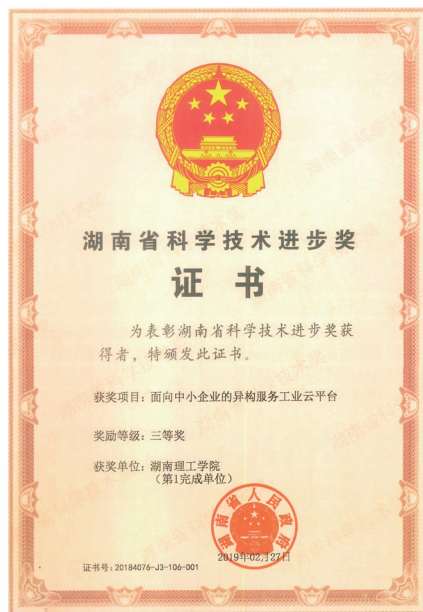 湖南省科学技术进步奖
证书
为表彰湖南省科学技术进步奖获
得者，特颁发此证书。
获奖项目：面向中小企业的异构服务工业云平台
奖励等级：三等奖
获奖单位：湖南理工学院
（第1完成单位）
湖南省人民政府
2019年02月27日
证书号：20184076-J3-106-001